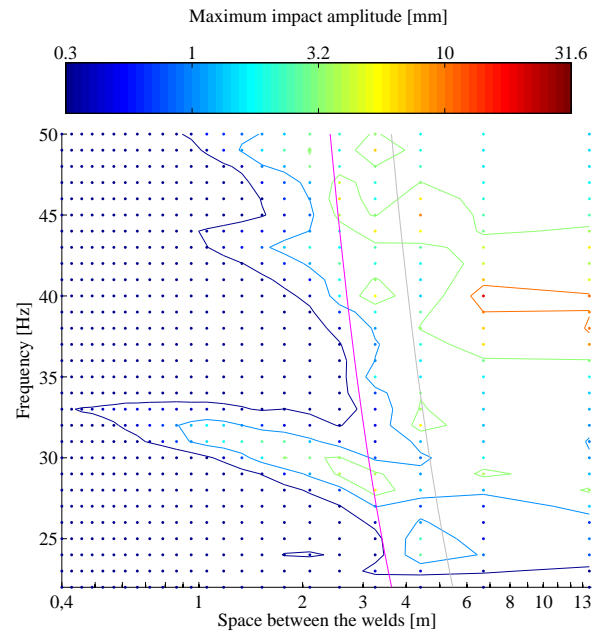 Maximum impact amplitude [mm]
0.3 1 3.2 10 31.6
50
45
40
35
30
25
Frequency [Hz]
0,4 1 2 3 4 6 8 10 13
Space between the welds [m]